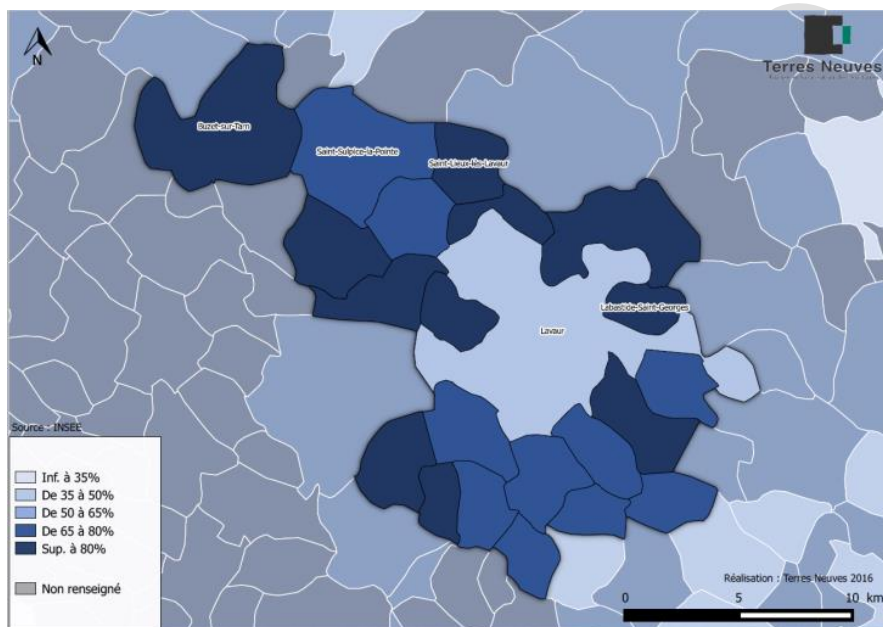 N
Terres Neuves
Buzet-sur-Tarn
Saint-Sulpice-la-Pointe
Saint-Lieux-lès-Lavaur
Labastide-Saint-Georges
Lavaur
Source : INSEE
Inf. à 35%
De 35 à 50%
De 50 à 65%
De 65 à 80%
Sup. à 80%
Non renseigné
Réalisation : Terres Neuves 2016
0 5 10 km